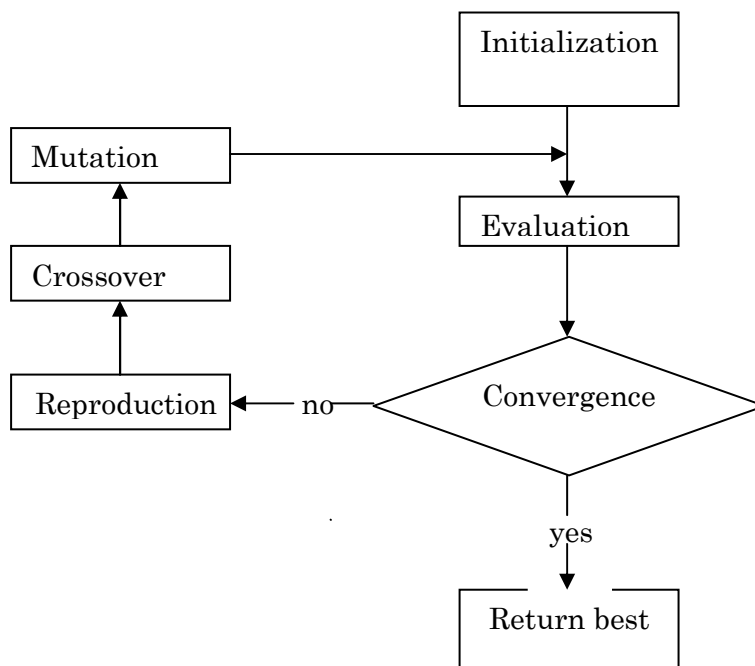 Initialization
Mutation
Evaluation
Crossover
Convergence
Reproduction
no
yes
Return best